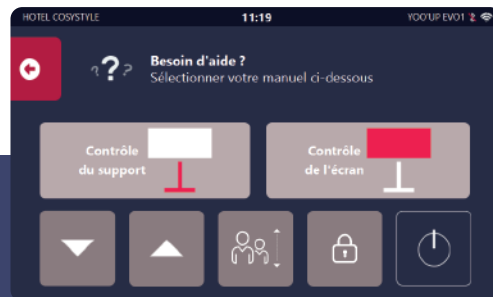 HOTEL COSYSTYLE 11:19 YOO'UP EVO1
???
Besoin d'aide ?
Sélectionner votre manuel ci-dessous
Contrôle
du support
Contrôle
de l'écran